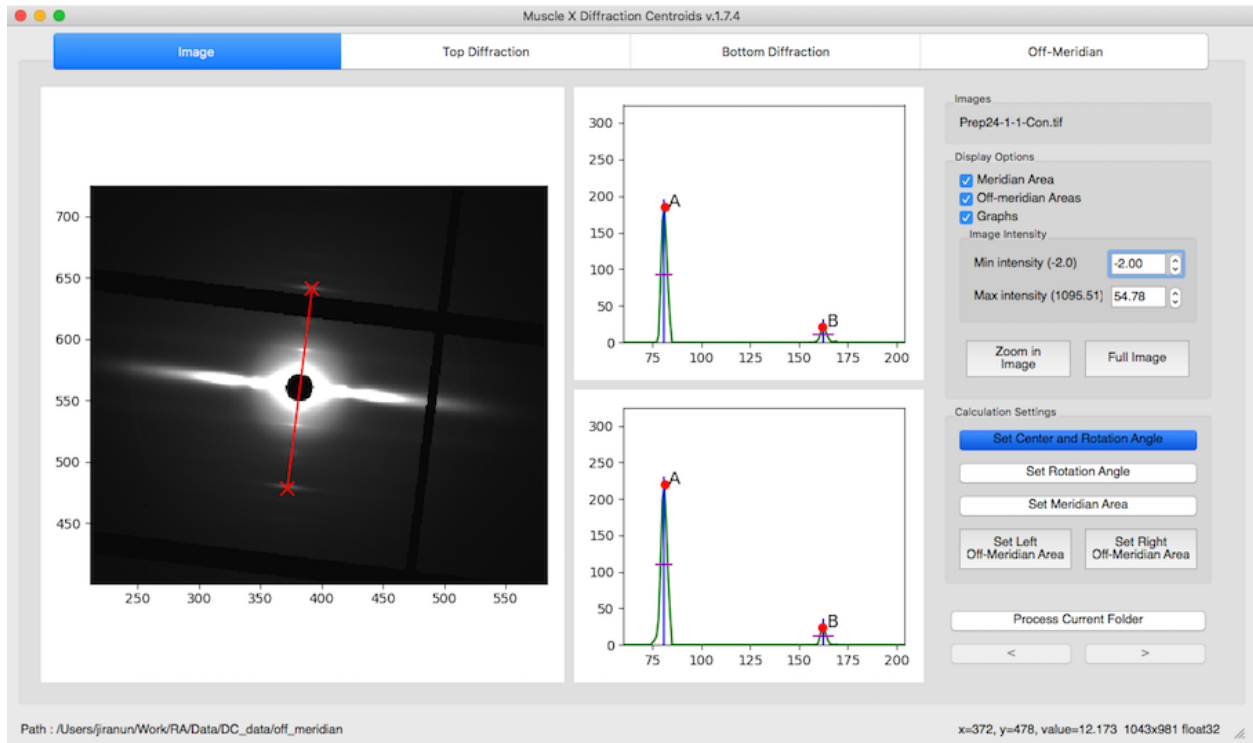 Muscle X Diffraction Centroids v.1.7.4
Image
Top Diffraction
Bottom Diffraction
Off-Meridian
700
650
600
550
500
450
250 300 350 400 450 500 550
300
250
200
150
100
50
0
A
B
75 100 125 150 175 200
300
250
200
150
100
50
0
A
B
75 100 125 150 175 200
Images
Prep24-1-1-Con.tif
Display Options
Meridian Area
Off-meridian Areas
Graphs
Image Intensity
Min intensity (-2.0) -2.00
Max intensity (1095.51) 54.78
Zoom in
Image
Full Image
Calculation Settings
Set Center and Rotation Angle
Set Rotation Angle
Set Meridian Area
Set Left
Off-Meridian Area
Set Right
Off-Meridian Area
Process Current Folder
< >
Path : /Users/jiranun/Work/RA/Data/DC_data/off_meridian
x=372, y=478, value=12.173 1043x981 float32